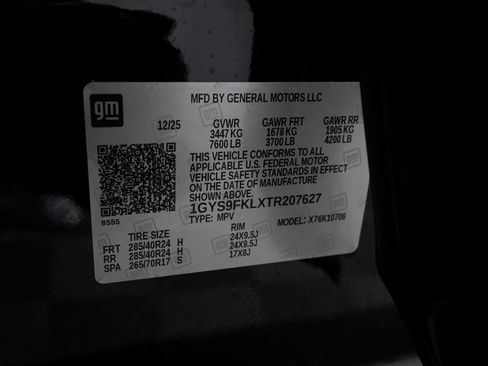 gm
MFD BY GENERAL MOTORS LLC
12/25
GVWR GAWR FRT GAWR RR
3447 KG 1678 KG 1905 KG
7600 LB 3700 LB 4200 LB
THIS VEHICLE CONFORMS TO ALL
APPLICABLE U.S. FEDERAL MOTOR
VEHICLE SAFETY STANDARDS IN EFFECT
ON THE DATE OF MANUFACTURE
SHOWN ABOVE.
1GYS9FKLXTR207627
8555
TYPE: MPV MODEL: X76K10706
TIRE SIZE RIM
FRT 285/40R24 H 24X9.5J
RR 285/40R24 H 24X9.5J
SPA 265/70R17 S 17X8J